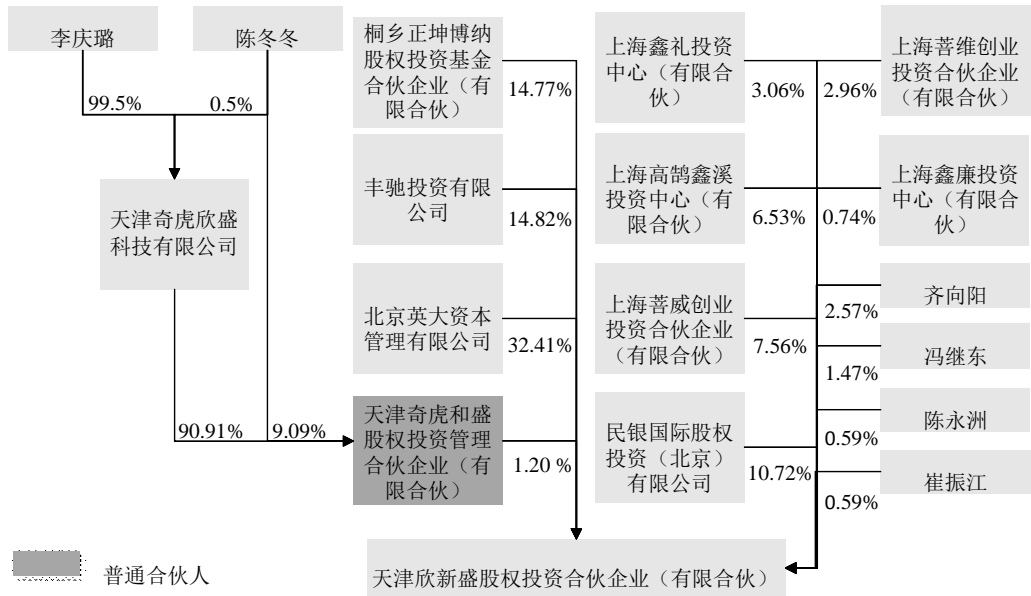 李庆璐
陈冬冬
99.5%
0.5%
天津奇虎欣盛
科技有限公司
90.91%
9.09%
桐乡正坤博纳
股权投资基金
合伙企业（有
限合伙）
14.77%
丰驰投资有限
公司
14.82%
北京英大资本
管理有限公司
32.41%
天津奇虎和盛
股权投资管理
合伙企业（有
限合伙）
1.20 %
上海鑫礼投资
中心（有限合
伙）
3.06%
上海高鹄鑫溪
投资中心（有
限合伙）
6.53%
上海菩威创业
投资合伙企业
（有限合伙）
7.56%
民银国际股权
投资（北京）
有限公司
10.72%
上海菩维创业
投资合伙企业
（有限合伙）
2.96%
上海鑫廉投资
中心（有限合
伙）
0.74%
齐向阳
2.57%
冯继东
1.47%
陈永洲
0.59%
崔振江
0.59%
天津欣新盛股权投资合伙企业（有限合伙）
普通合伙人